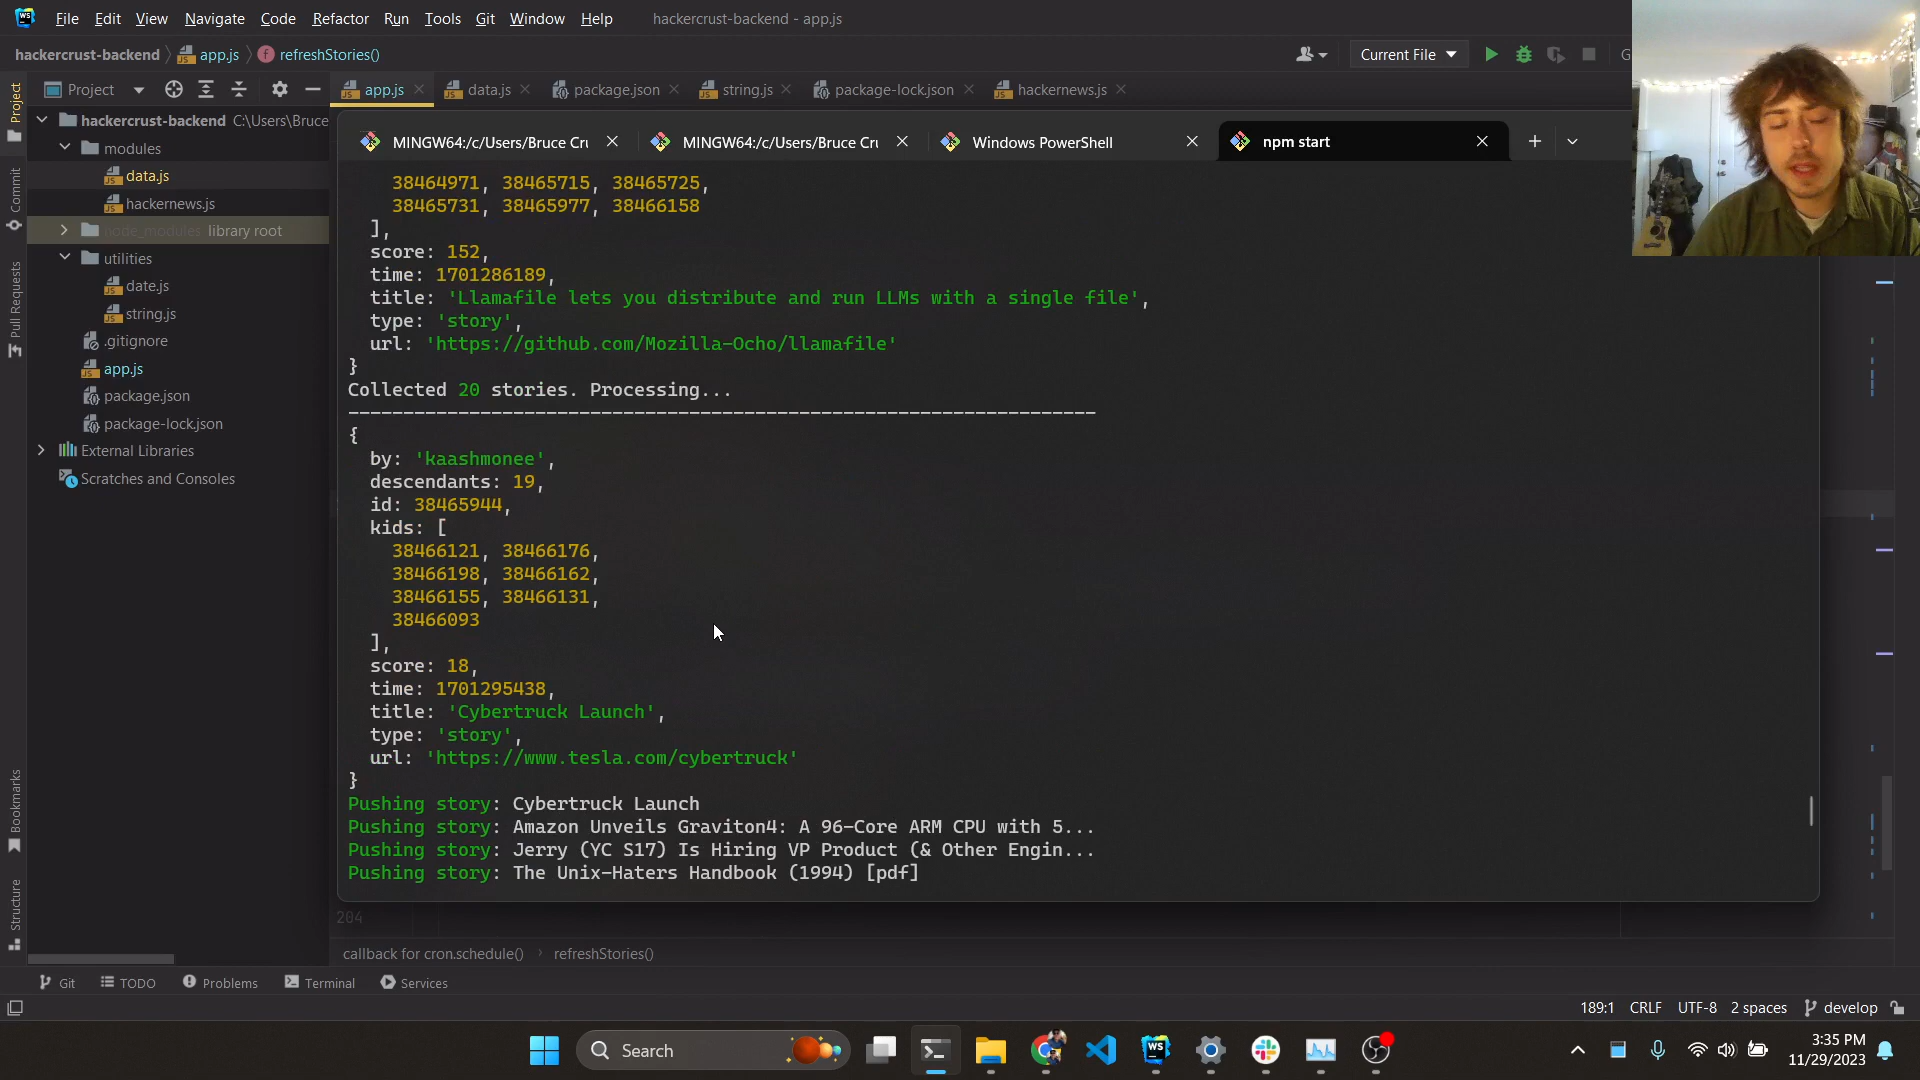 File Edit View Navigate Code Refactor Run Tools Git Window Help hackercrust-backend - app.js
hackercrust-backend app.js refreshStories() Current File G
Project app.js data.js package.json string.js package-lock.json hackernews.js
Project
Commit
Pull Requests
Bookmarks
Structure
hackercrust-backend C:\Users\Bruce
modules
data.js
hackernews.js
node_modules library root
utilities
date.js
string.js
.gitignore
app.js
package.json
package-lock.json
External Libraries
Scratches and Consoles
MINGW64:/c/Users/Bruce Cru MINGW64:/c/Users/Bruce Cru Windows PowerShell npm start
38464971, 38465715, 38465725,
38465731, 38465977, 38466158
],
score: 152,
time: 1701286189,
title: 'Llamafile lets you distribute and run LLMs with a single file',
type: 'story',
url: 'https://github.com/Mozilla-Ocho/llamafile'
}
Collected 20 stories. Processing...
--------------------------------------------------------------------
{
by: 'kaashmonee',
descendants: 19,
id: 38465944,
kids: [
38466121, 38466176,
38466198, 38466162,
38466155, 38466131,
38466093
],
score: 18,
time: 1701295438,
title: 'Cybertruck Launch',
type: 'story',
url: 'https://www.tesla.com/cybertruck'
}
Pushing story: Cybertruck Launch
Pushing story: Amazon Unveils Graviton4: A 96-Core ARM CPU with 5...
Pushing story: Jerry (YC S17) Is Hiring VP Product (& Other Engin...
Pushing story: The Unix-Haters Handbook (1994) [pdf]
204
callback for cron.schedule() refreshStories()
Git TODO Problems Terminal Services
189:1 CRLF UTF-8 2 spaces develop
Search
3:35 PM
11/29/2023